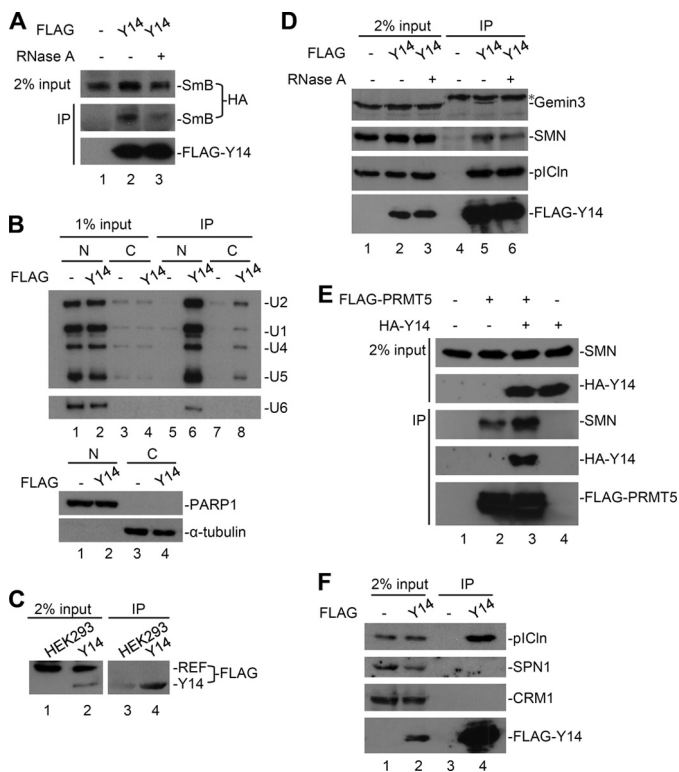 A
FLAG - Y14 Y14
RNase A - - +
2% input -SmB
HA
IP -SmB
-FLAG-Y14
1 2 3
B
1% input IP
N C N C
FLAG - Y14 - Y14 - Y14 - Y14
-U2
-U1
-U4
-U5
-U6
1 2 3 4 5 6 7 8
N C
FLAG - Y14 - Y14
-PARP1
-α-tubulin
1 2 3 4
C
2% input IP
HEK293 Y14 HEK293 Y14
-REF
FLAG
-Y14
1 2 3 4
D
2% input IP
FLAG - Y14 Y14 - Y14 Y14
RNase A - - + - - +
*
-Gemin3
-SMN
-pICln
-FLAG-Y14
1 2 3 4 5 6
E
FLAG-PRMT5 - + + -
HA-Y14 - - + +
2% input -SMN
-HA-Y14
IP -SMN
-HA-Y14
-FLAG-PRMT5
1 2 3 4
F
2% input IP
FLAG - Y14 - Y14
-pICln
-SPN1
-CRM1
-FLAG-Y14
1 2 3 4